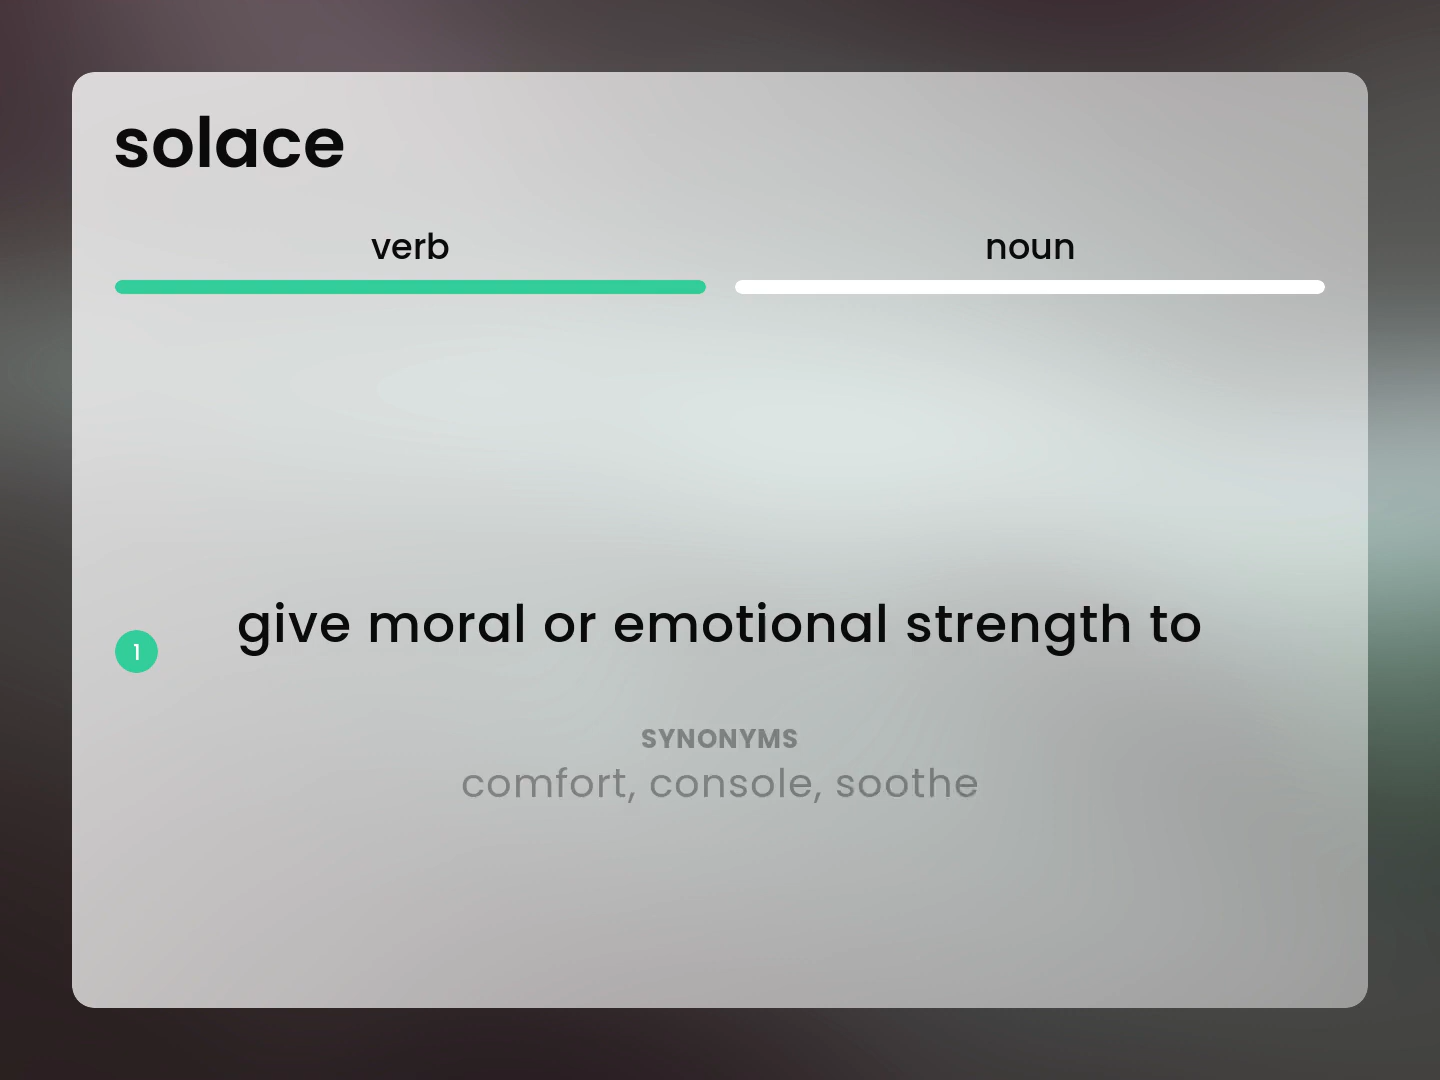 solace
verb
noun
give moral or emotional strength to
1
SYNONYMS
comfort, console, soothe